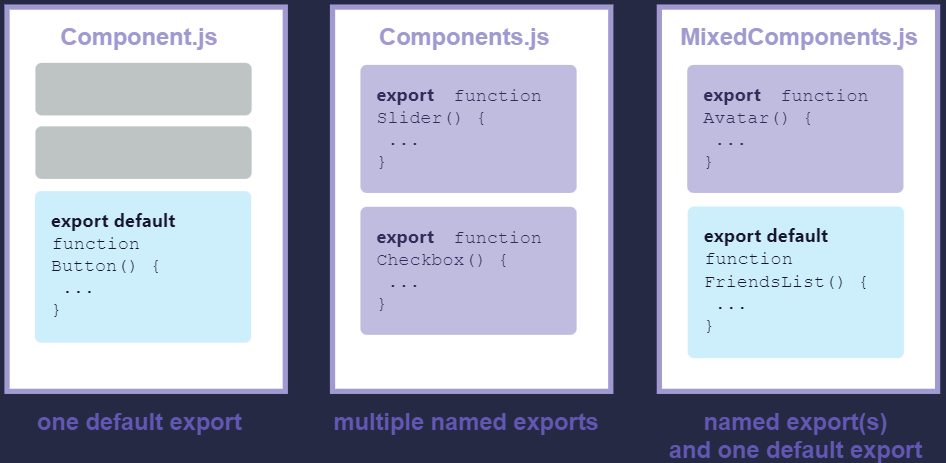 Component.js
export default
function
Button() {
...
}
one default export
Components.js
export function
Slider() {
...
}
export function
Checkbox() {
...
}
multiple named exports
MixedComponents.js
export function
Avatar() {
...
}
export default
function
FriendsList() {
...
}
named export(s)
and one default export